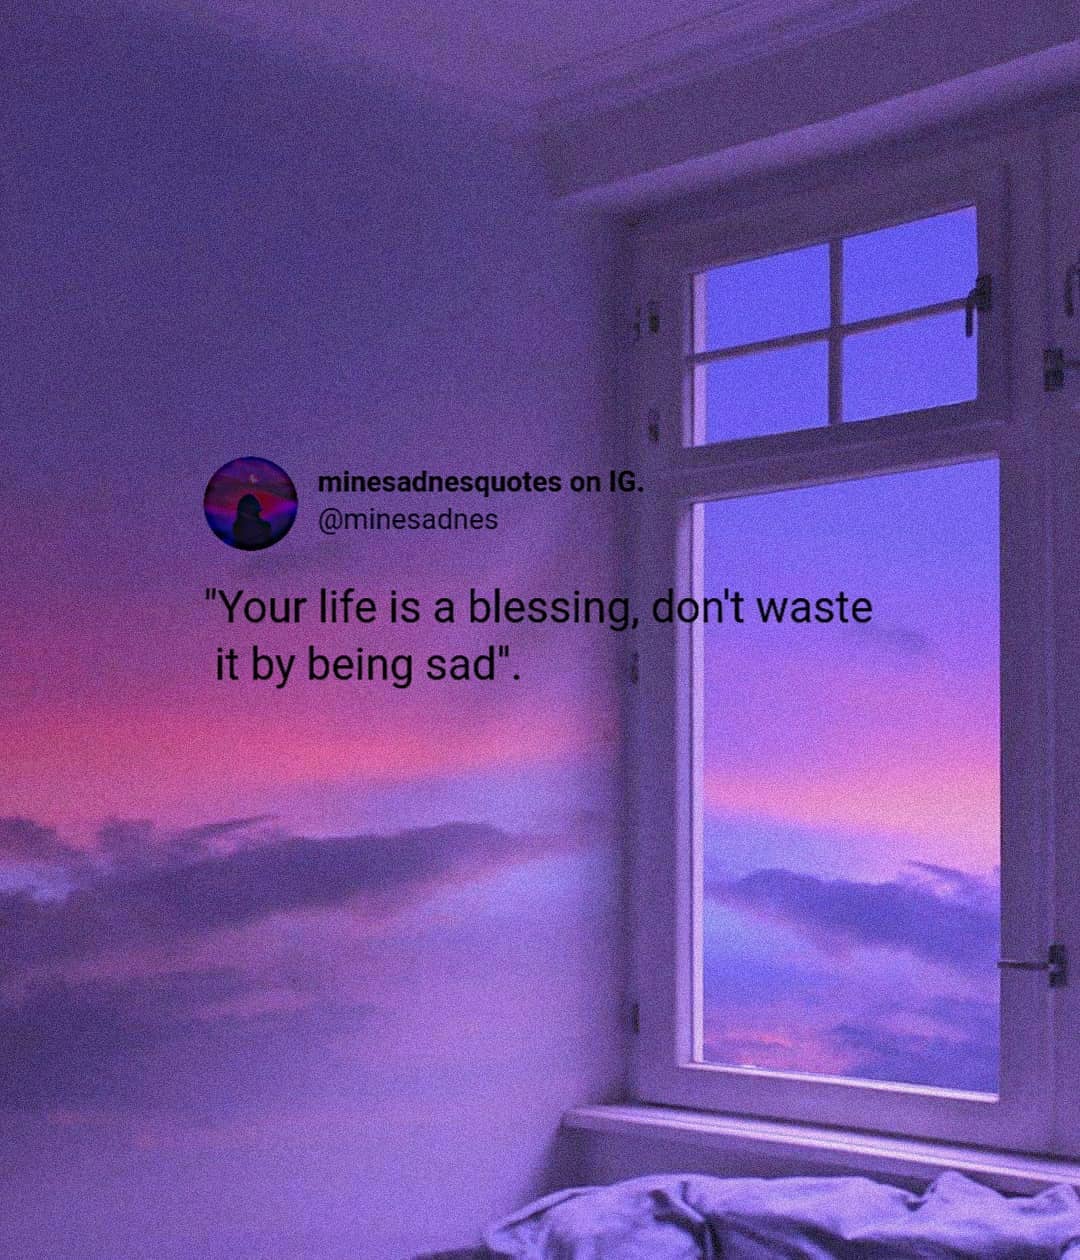 minesadnesquotes on IG.
@minesadnes
"Your life is a blessing, don't waste
it by being sad".